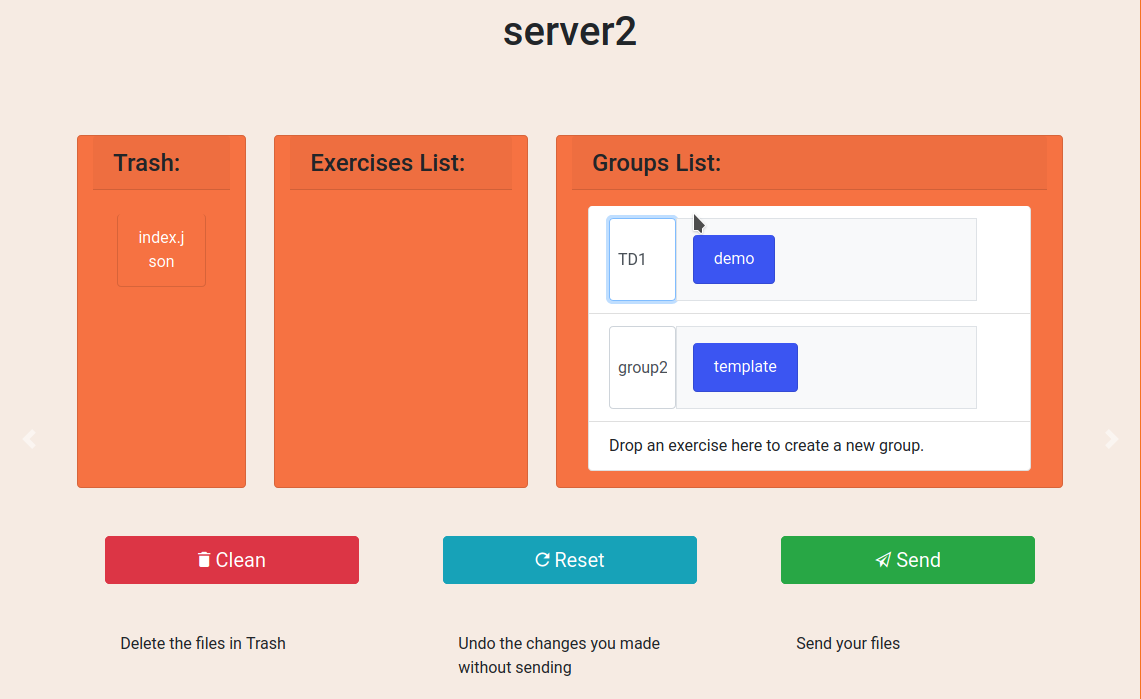 server2
Trash:
index.j
son
Exercises List:
Groups List:
TD1
demo
group2
template
Drop an exercise here to create a new group.
Clean
Reset
Send
Delete the files in Trash
Undo the changes you made
without sending
Send your files